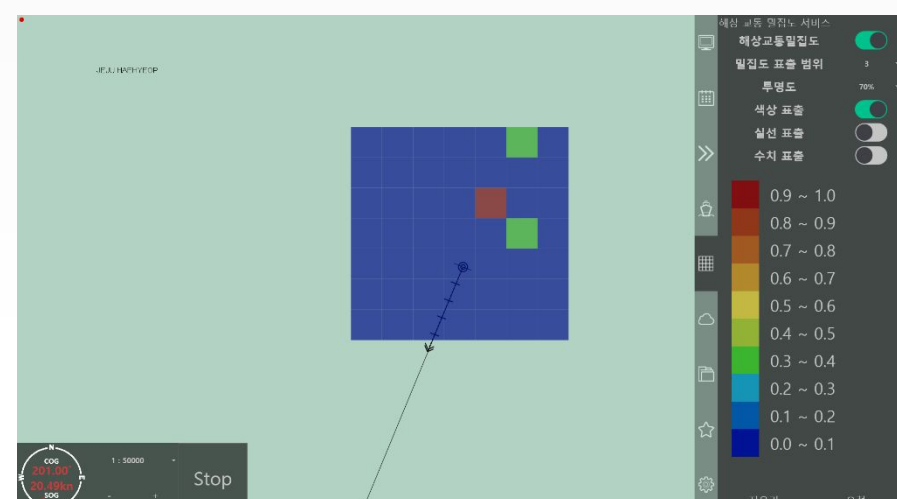 해상 교통 밀집도 서비스
해상교통밀집도
밀집도 표출 범위 3
투명도 70%
색상 표출
실선 표출
수치 표출
0.9 ~ 1.0
0.8 ~ 0.9
0.7 ~ 0.8
0.6 ~ 0.7
0.5 ~ 0.6
0.4 ~ 0.5
0.3 ~ 0.4
0.2 ~ 0.3
0.1 ~ 0.2
0.0 ~ 0.1
JEJU
N
W
E
COG
201.00°
20.49kn
SOG
1 : 50000
- +
Stop